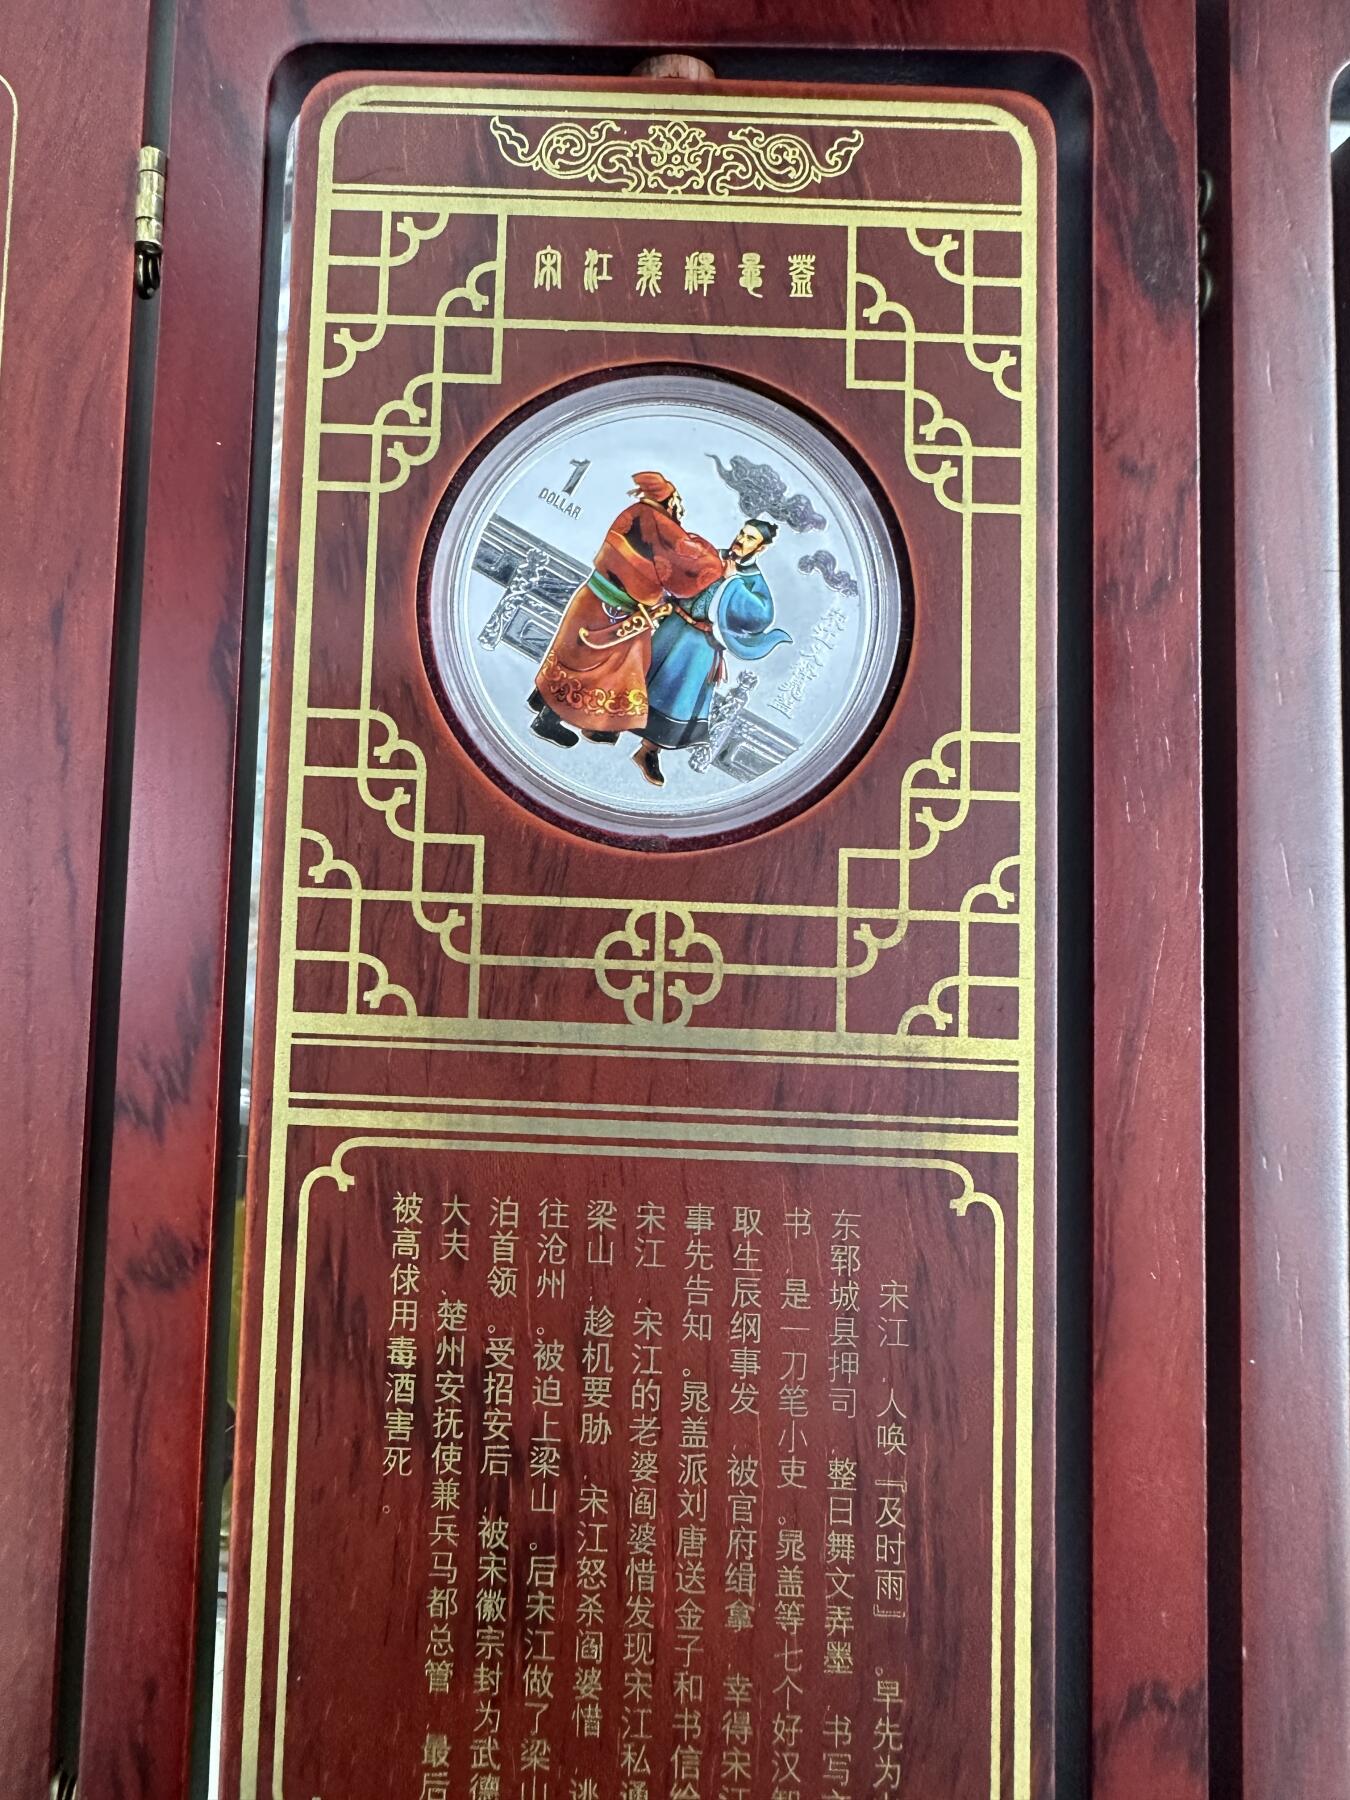 宋江義釋晁蓋
1
DOLLAR
宋江,人唤『及时雨』。早先为
东郓城县押司,整日舞文弄墨,书写
书,是一刀笔小吏。晁盖等七个好汉智
取生辰纲事发,被官府缉拿,幸得宋江
事先告知。晁盖派刘唐送金子和书信给
宋江,宋江的老婆阎婆惜发现宋江私通
梁山,趁机要胁,宋江怒杀阎婆惜,逃
往沧州。被迫上梁山。后宋江做了梁山
泊首领。受招安后,被宋徽宗封为武德
大夫、楚州安抚使兼兵马都总管,最后
被高俅用毒酒害死。